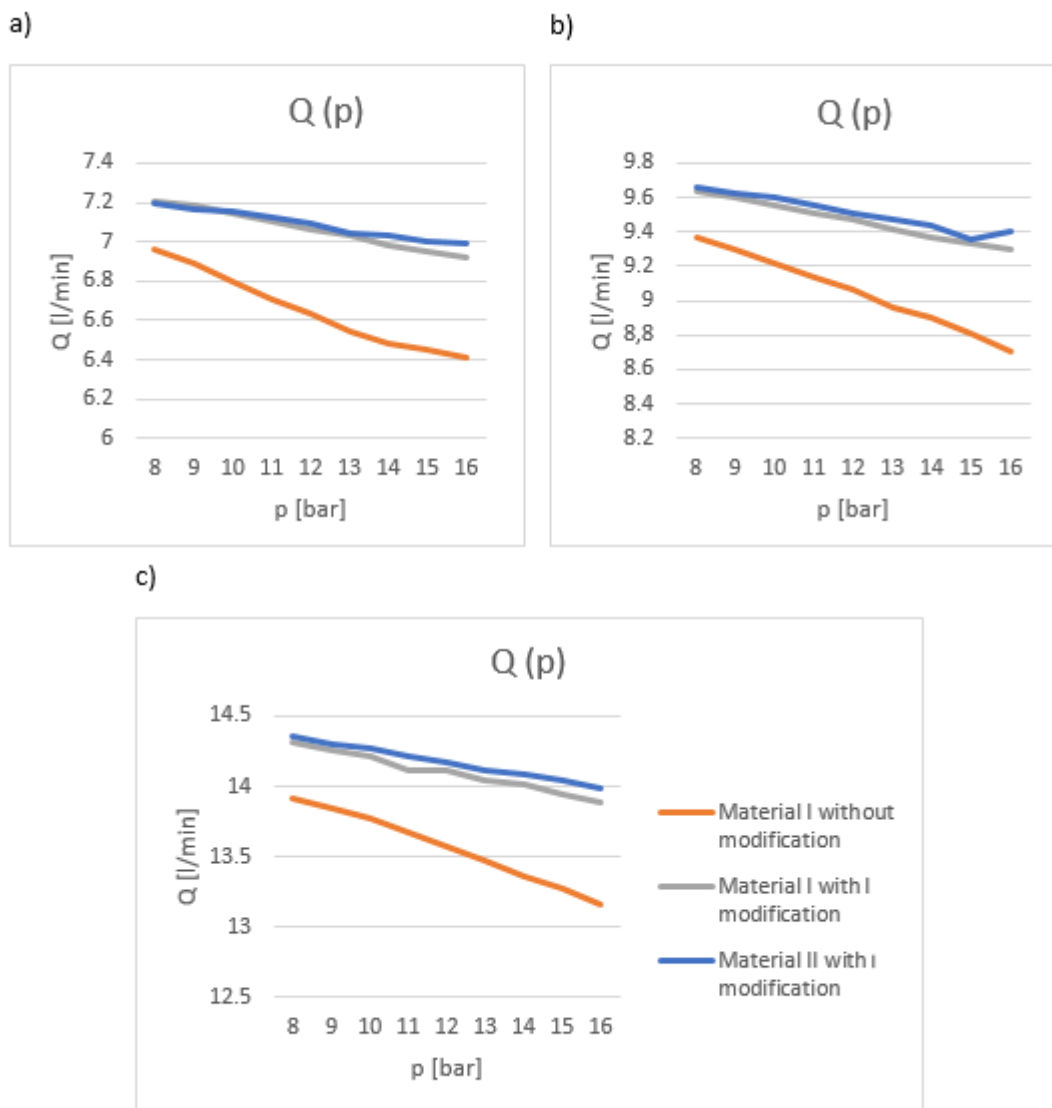 a)
Q (p)
Q [l/min]
7.4
7.2
7
6.8
6.6
6.4
6.2
6
8 9 10 11 12 13 14 15 16
p [bar]
b)
Q (p)
Q [l/min]
9.8
9.6
9.4
9.2
9
8.8
8.6
8.4
8.2
8 9 10 11 12 13 14 15 16
p [bar]
c)
Q (p)
Q [l/min]
14.5
14
13.5
13
12.5
8 9 10 11 12 13 14 15 16
p [bar]
Material I without
modification
Material I with I
modification
Material II with ı
modification